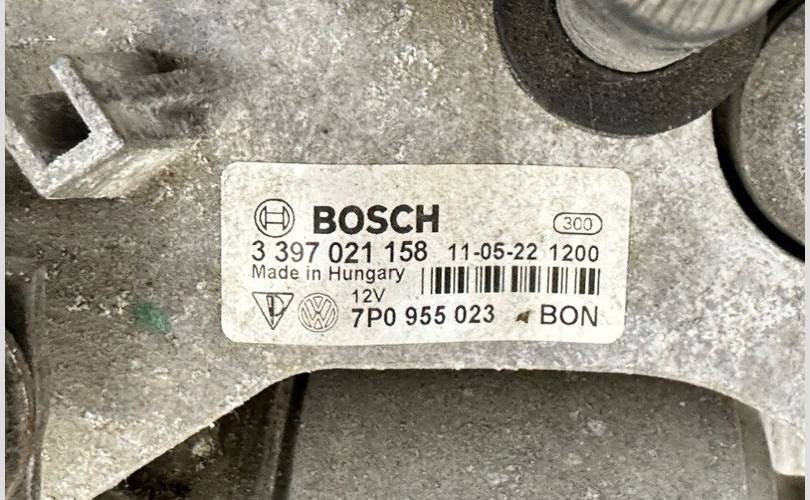 BOSCH 300
3 397 021 158 11-05-22 1200
Made in Hungary
12V
7P0 955 023 BON